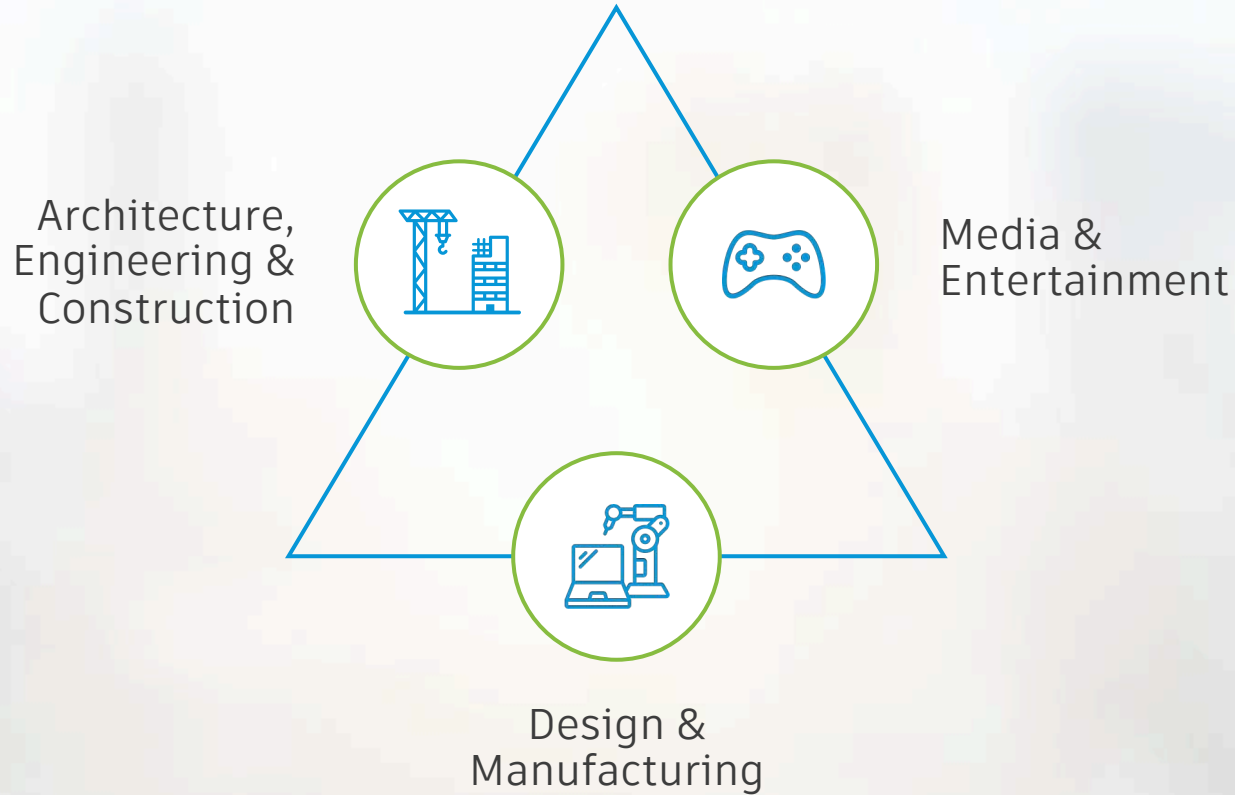 Architecture,
Engineering &
Construction
Media &
Entertainment
Design &
Manufacturing